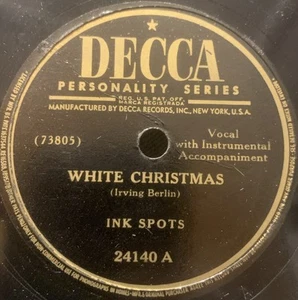 DECCA
PERSONALITY SERIES
REG. U.S. PAT. OFF.
MARCA REGISTRADA
MANUFACTURED BY DECCA RECORDS, INC., NEW YORK, U.S.A.
(73805)
Vocal
with Instrumental
Accompaniment
WHITE CHRISTMAS
(Irving Berlin)
INK SPOTS
24140 A